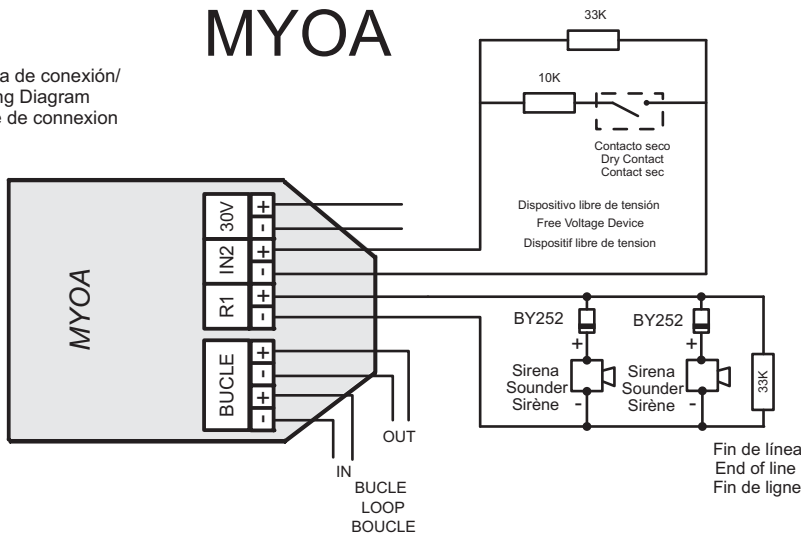 MYOA
a de conexión/
ng Diagram
e de connexion
33K
10K
Contacto seco
Dry Contact
Contact sec
Dispositivo libre de tensión
Free Voltage Device
Dispositif libre de tension
MYOA
30V
+
-
IN2
+
-
R1
+
-
BUCLE
+
-
+
-
OUT
IN
BUCLE
LOOP
BOUCLE
BY252
+
Sirena
Sounder
Sirène
-
BY252
+
Sirena
Sounder
Sirène
-
33K
Fin de línea
End of line
Fin de ligne